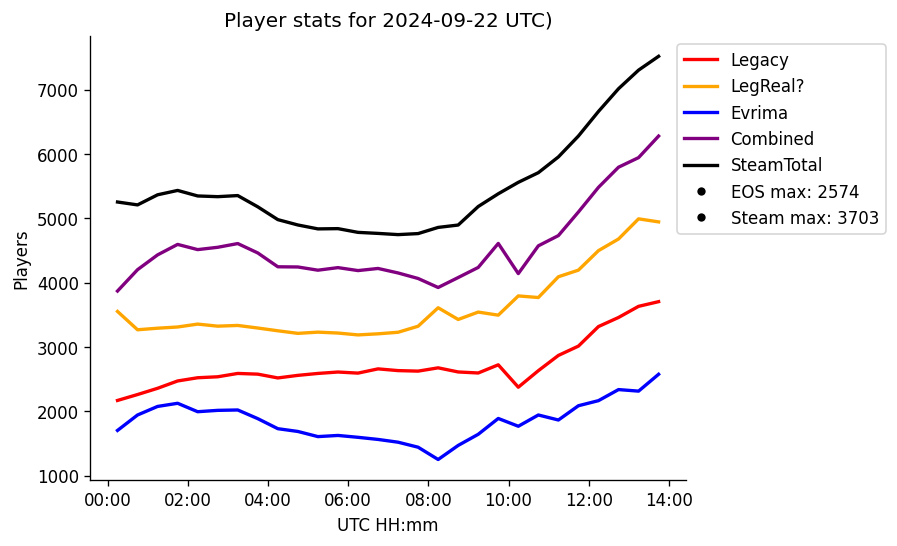 Player stats for 2024-09-22 UTC)
7000
6000
5000
4000
3000
2000
1000
Players
00:00 02:00 04:00 06:00 08:00 10:00 12:00 14:00
UTC HH:mm
Legacy
LegReal?
Evrima
Combined
SteamTotal
EOS max: 2574
Steam max: 3703